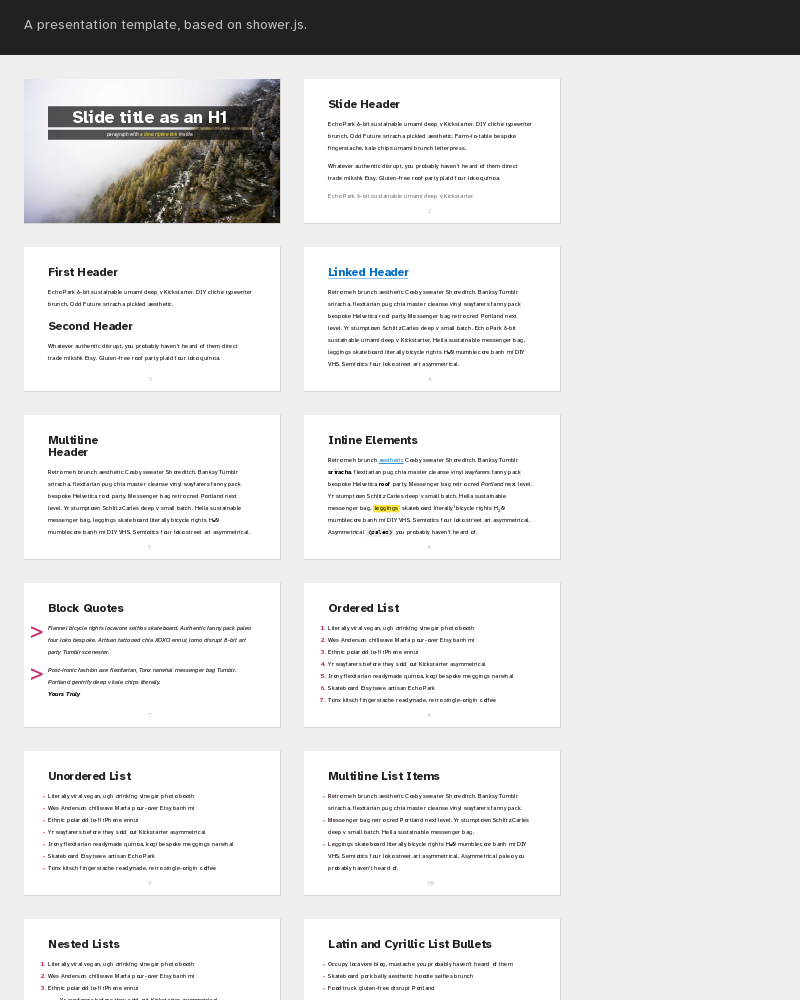 A presentation template, based on shower.js.
Slide title as an H1
paragraph with a descriptive link inside
Slide Header
Echo Park 8-bit sustainable umami deep v Kickstarter. DIY cliche typewriter
brunch. Odd Future sriracha pickled aesthetic. Farm-to-table bespoke
fingerstache, kale chips umami brunch letterpress.
Whatever authentic disrupt, you probably haven't heard of them direct
trade mlkshk Etsy. Gluten-free roof party plaid four loko quinoa.
Echo Park 8-bit sustainable umami deep v Kickstarter.
2
First Header
Echo Park 8-bit sustainable umami deep v Kickstarter. DIY cliche typewriter
brunch. Odd Future sriracha pickled aesthetic.
Second Header
Whatever authentic disrupt, you probably haven't heard of them direct
trade mlkshk Etsy. Gluten-free roof party plaid four loko quinoa.
3
Linked Header
Retro meh brunch aesthetic Cosby sweater Shoreditch. Banksy Tumblr
sriracha, flexitarian pug chia master cleanse vinyl wayfarers fanny pack
bespoke Helvetica roof party. Messenger bag retro cred Portland next
level. Yr stumptown Schlitz Carles deep v small batch. Echo Park 8-bit
sustainable umami deep v Kickstarter. Hella sustainable messenger bag,
leggings skateboard literally bicycle rights H₂O mumblecore banh mi DIY
VHS. Semiotics four loko street art asymmetrical.
4
Multiline
Header
Retro meh brunch aesthetic Cosby sweater Shoreditch. Banksy Tumblr
sriracha, flexitarian pug chia master cleanse vinyl wayfarers fanny pack
bespoke Helvetica roof party. Messenger bag retro cred Portland next
level. Yr stumptown Schlitz Carles deep v small batch. Hella sustainable
messenger bag, leggings skateboard literally bicycle rights H₂O
mumblecore banh mi DIY VHS. Semiotics four loko street art asymmetrical.
5
Inline Elements
Retro meh brunch aesthetic Cosby sweater Shoreditch. Banksy Tumblr
sriracha, flexitarian pug chia master cleanse vinyl wayfarers fanny pack
bespoke Helvetica roof party. Messenger bag retro cred Portland next level.
Yr stumptown Schlitz Carles deep v small batch. Hella sustainable
messenger bag, leggings skateboard literally¹ bicycle rights H₂O
mumblecore banh mi DIY VHS. Semiotics four loko street art asymmetrical.
Asymmetrical <paleo> you probably haven't heard of.
6
Block Quotes
> Flannel bicycle rights locavore selfies skateboard. Authentic fanny pack paleo
four loko bespoke. Artisan tattooed chia XOXO ennui, lomo disrupt 8-bit art
party Tumblr scenester.
> Post-ironic fashion axe flexitarian, Tonx narwhal messenger bag Tumblr.
Portland gentrify deep v kale chips literally.
Yours Truly
7
Ordered List
1. Literally viral vegan, ugh drinking vinegar photo booth
2. Wes Anderson chillwave Marfa pour-over Etsy banh mi
3. Ethnic polaroid lo-fi iPhone ennui
4. Yr wayfarers before they sold out Kickstarter asymmetrical
5. Irony flexitarian readymade quinoa, kogi bespoke meggings narwhal
6. Skateboard Etsy twee artisan Echo Park
7. Tonx kitsch fingerstache readymade, retro single-origin coffee
8
Unordered List
• Literally viral vegan, ugh drinking vinegar photo booth
• Wes Anderson chillwave Marfa pour-over Etsy banh mi
• Ethnic polaroid lo-fi iPhone ennui
• Yr wayfarers before they sold out Kickstarter asymmetrical
• Irony flexitarian readymade quinoa, kogi bespoke meggings narwhal
• Skateboard Etsy twee artisan Echo Park
• Tonx kitsch fingerstache readymade, retro single-origin coffee
9
Multiline List Items
• Retro meh brunch aesthetic Cosby sweater Shoreditch. Banksy Tumblr
sriracha, flexitarian pug chia master cleanse vinyl wayfarers fanny pack.
• Messenger bag retro cred Portland next level. Yr stumptown Schlitz Carles
deep v small batch. Hella sustainable messenger bag.
• Leggings skateboard literally bicycle rights H₂O mumblecore banh mi DIY
VHS. Semiotics four loko street art asymmetrical. Asymmetrical paleo you
probably haven't heard of.
10
Nested Lists
1. Literally viral vegan, ugh drinking vinegar photo booth
2. Wes Anderson chillwave Marfa pour-over Etsy banh mi
3. Ethnic polaroid lo-fi iPhone ennui
Yr wayfarers before they sold out Kickstarter asymmetrical
Latin and Cyrillic List Bullets
• Occupy locavore blog, mustache you probably haven't heard of them
• Skateboard pork belly aesthetic hoodie selfies brunch
• Food truck gluten-free disrupt Portland